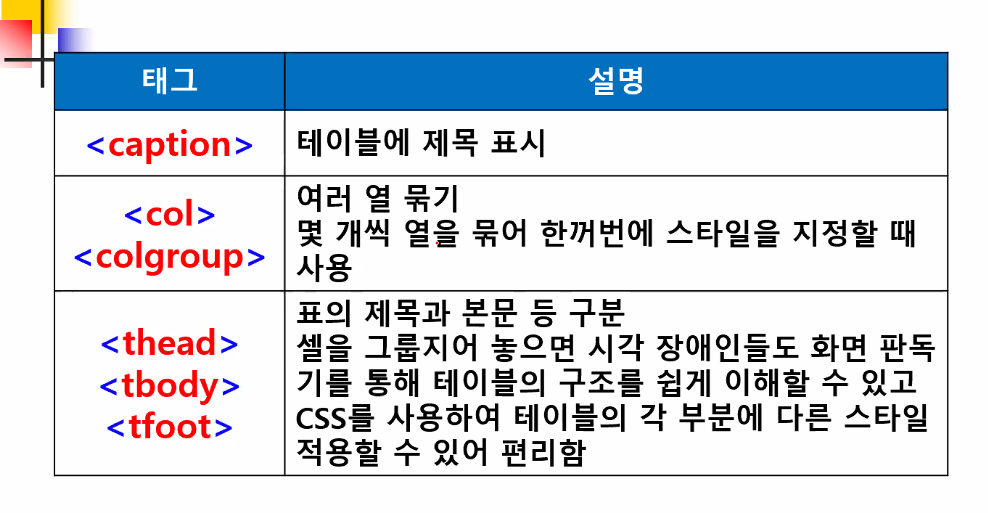 태그 설명
<caption> 테이블에 제목 표시
<col>
<colgroup>
여러 열 묶기
몇 개씩 열을 묶어 한꺼번에 스타일을 지정할 때
사용
<thead>
<tbody>
<tfoot>
표의 제목과 본문 등 구분
셀을 그룹지어 놓으면 시각 장애인들도 화면 판독
기를 통해 테이블의 구조를 쉽게 이해할 수 있고
CSS를 사용하여 테이블의 각 부분에 다른 스타일
적용할 수 있어 편리함